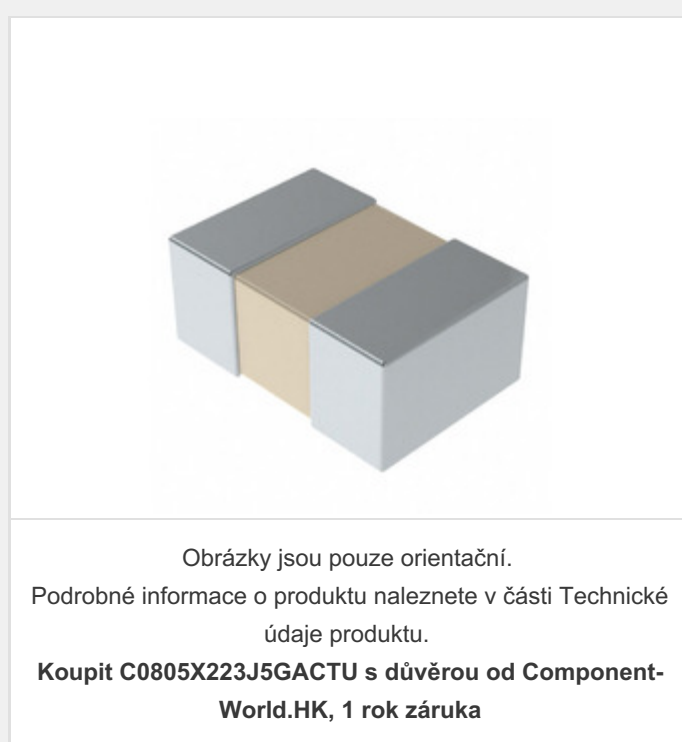 Obrázky jsou pouze orientační.
Podrobné informace o produktu naleznete v části Technické
údaje produktu.
Koupit C0805X223J5GACTU s důvěrou od Component-
World.HK, 1 rok záruka